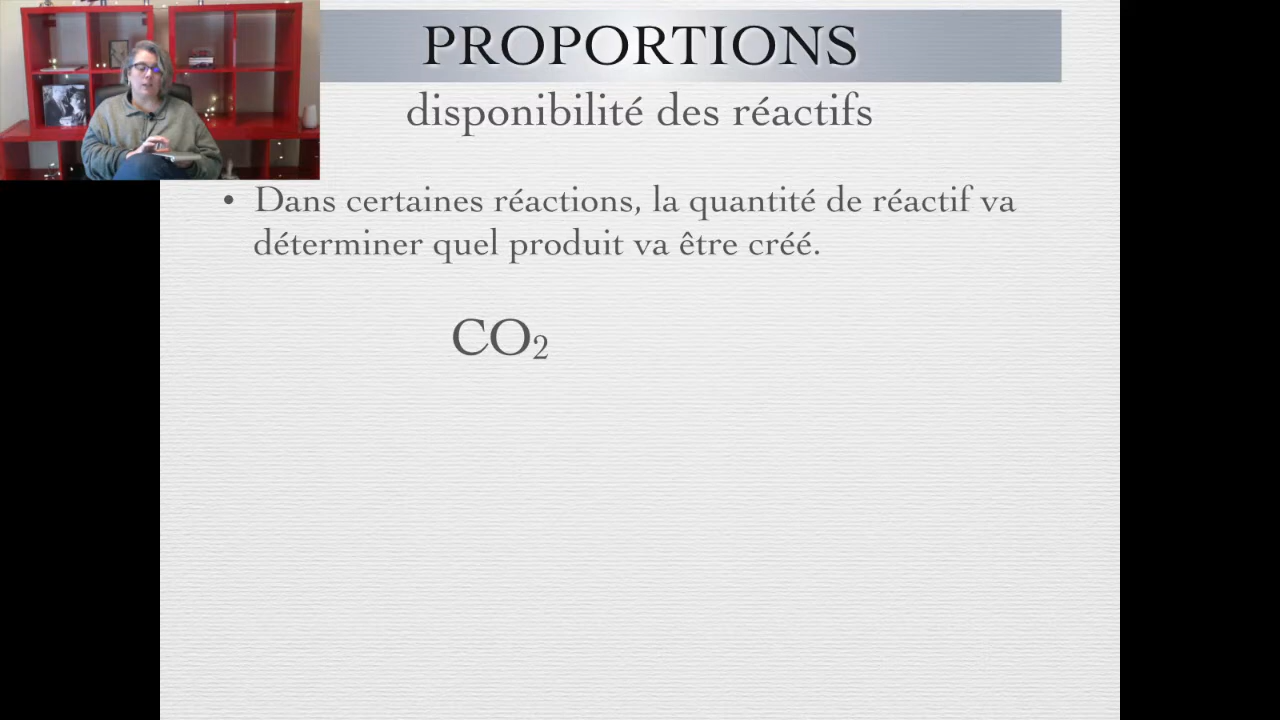 PROPORTIONS
disponibilité des réactifs
• Dans certaines réactions, la quantité de réactif va
déterminer quel produit va être créé.
CO₂